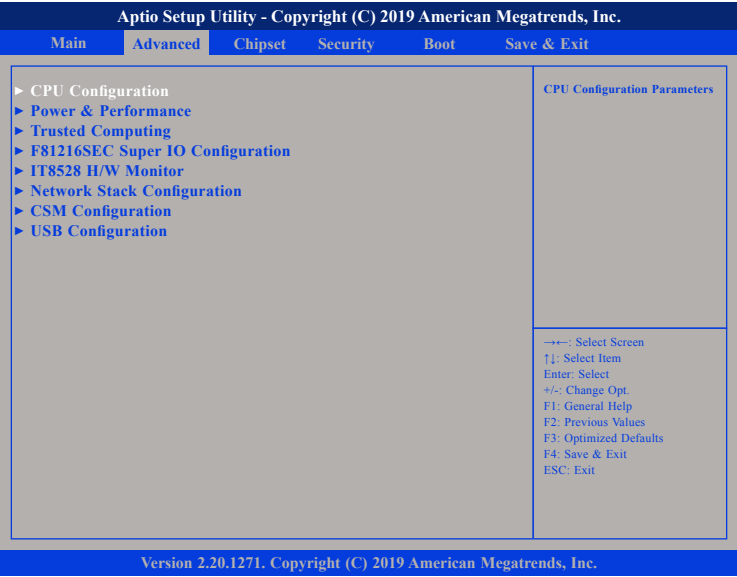 Aptio Setup Utility - Copyright (C) 2019 American Megatrends, Inc.
Main Advanced Chipset Security Boot Save & Exit
► CPU Configuration
► Power & Performance
► Trusted Computing
► F81216SEC Super IO Configuration
► IT8528 H/W Monitor
► Network Stack Configuration
► CSM Configuration
► USB Configuration
CPU Configuration Parameters
→←: Select Screen
↑↓: Select Item
Enter: Select
+/-: Change Opt.
F1: General Help
F2: Previous Values
F3: Optimized Defaults
F4: Save & Exit
ESC: Exit
Version 2.20.1271. Copyright (C) 2019 American Megatrends, Inc.